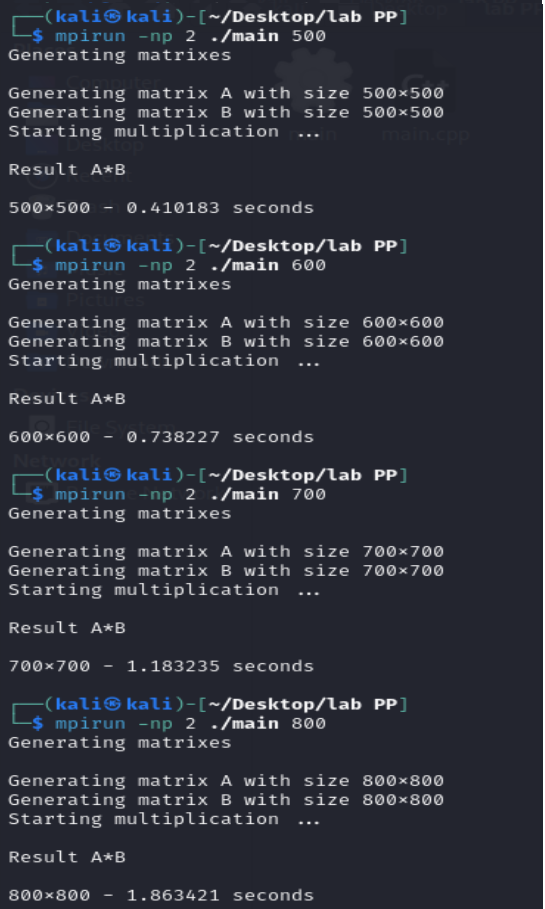 ┌──(kali㉿kali)-[~/Desktop/lab PP]
└─$ mpirun -np 2 ./main 500
Generating matrixes
Generating matrix A with size 500×500
Generating matrix B with size 500×500
Starting multiplication ...
Result A*B
500×500 - 0.410183 seconds
┌──(kali㉿kali)-[~/Desktop/lab PP]
└─$ mpirun -np 2 ./main 600
Generating matrixes
Generating matrix A with size 600×600
Generating matrix B with size 600×600
Starting multiplication ...
Result A*B
600×600 - 0.738227 seconds
┌──(kali㉿kali)-[~/Desktop/lab PP]
└─$ mpirun -np 2 ./main 700
Generating matrixes
Generating matrix A with size 700×700
Generating matrix B with size 700×700
Starting multiplication ...
Result A*B
700×700 - 1.183235 seconds
┌──(kali㉿kali)-[~/Desktop/lab PP]
└─$ mpirun -np 2 ./main 800
Generating matrixes
Generating matrix A with size 800×800
Generating matrix B with size 800×800
Starting multiplication ...
Result A*B
800×800 - 1.863421 seconds